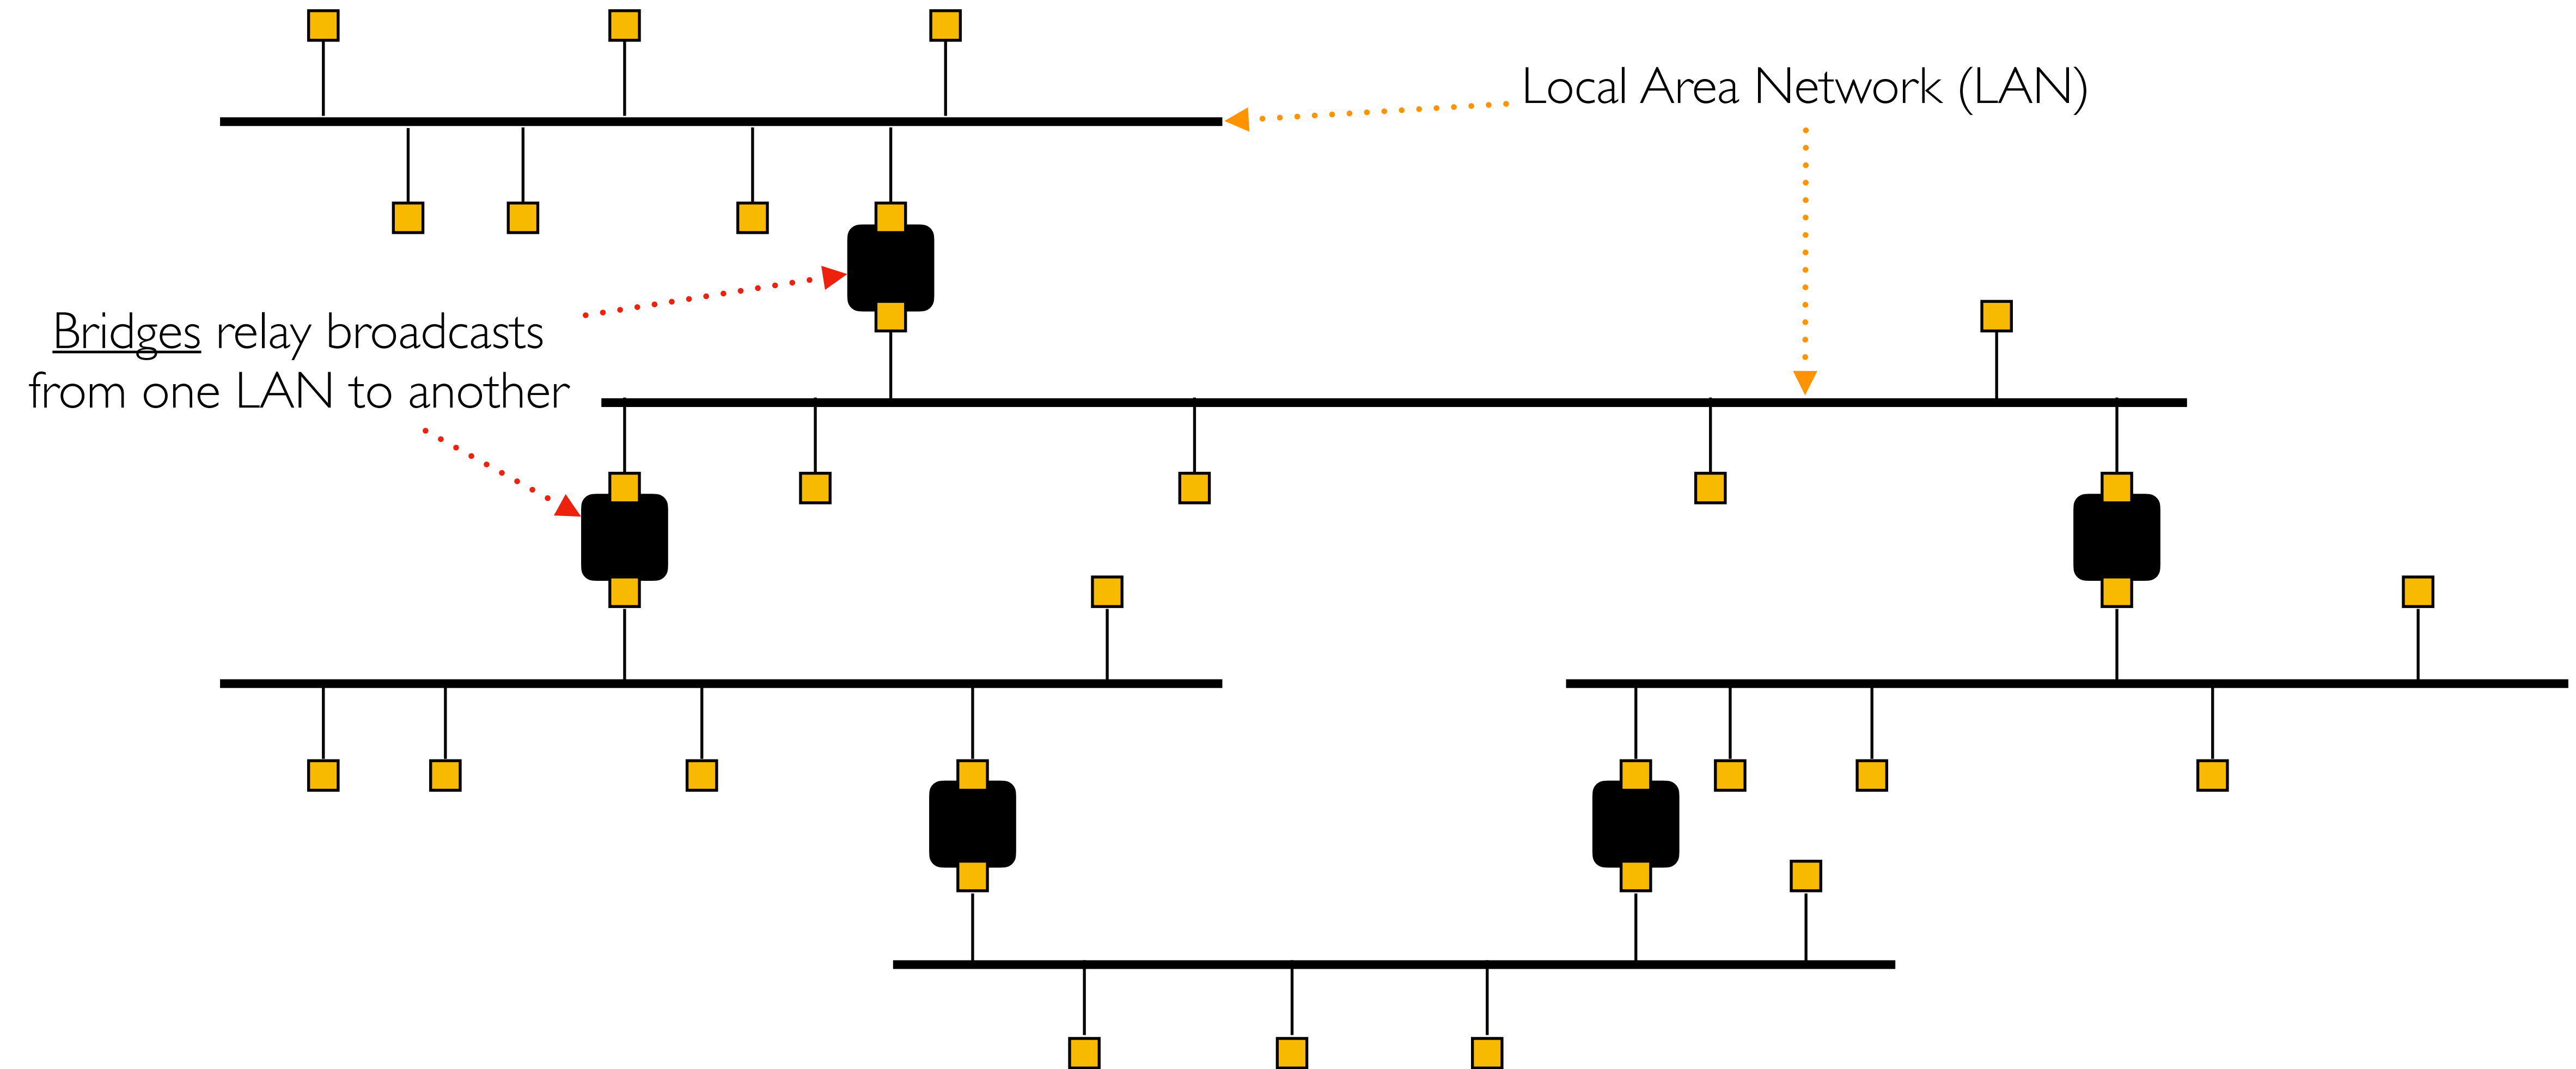 Local Area Network (LAN)
Bridges relay broadcasts
from one LAN to another